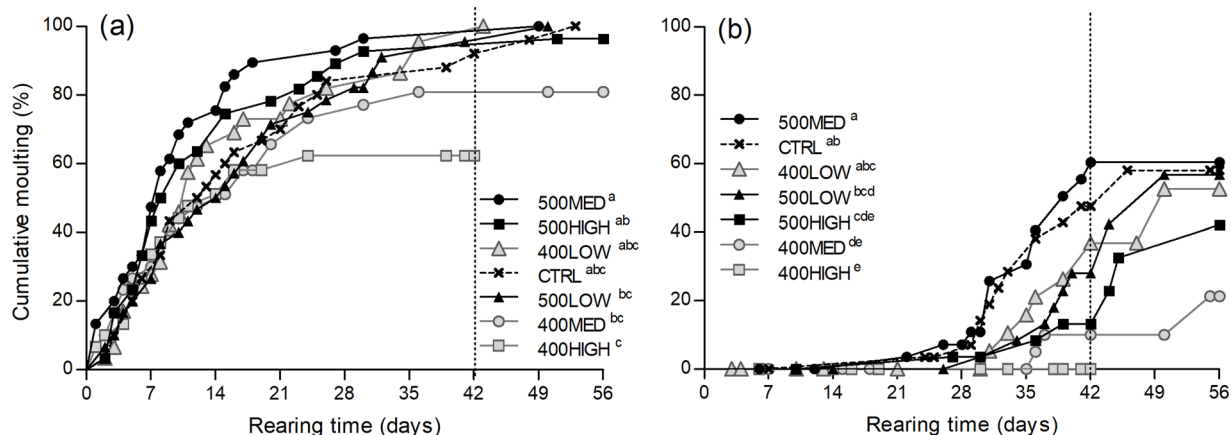 (a)
Cumulative moulting (%)
100
80
60
40
20
0
500MED a
500HIGH ab
400LOW abc
CTRL abc
500LOW bc
400MED bc
400HIGH c
0 7 14 21 28 35 42 49 56
Rearing time (days)
(b)
100
80
60
40
20
0
500MED a
CTRL ab
400LOW abc
500LOW bcd
500HIGH cde
400MED de
400HIGH e
0 7 14 21 28 35 42 49 56
Rearing time (days)